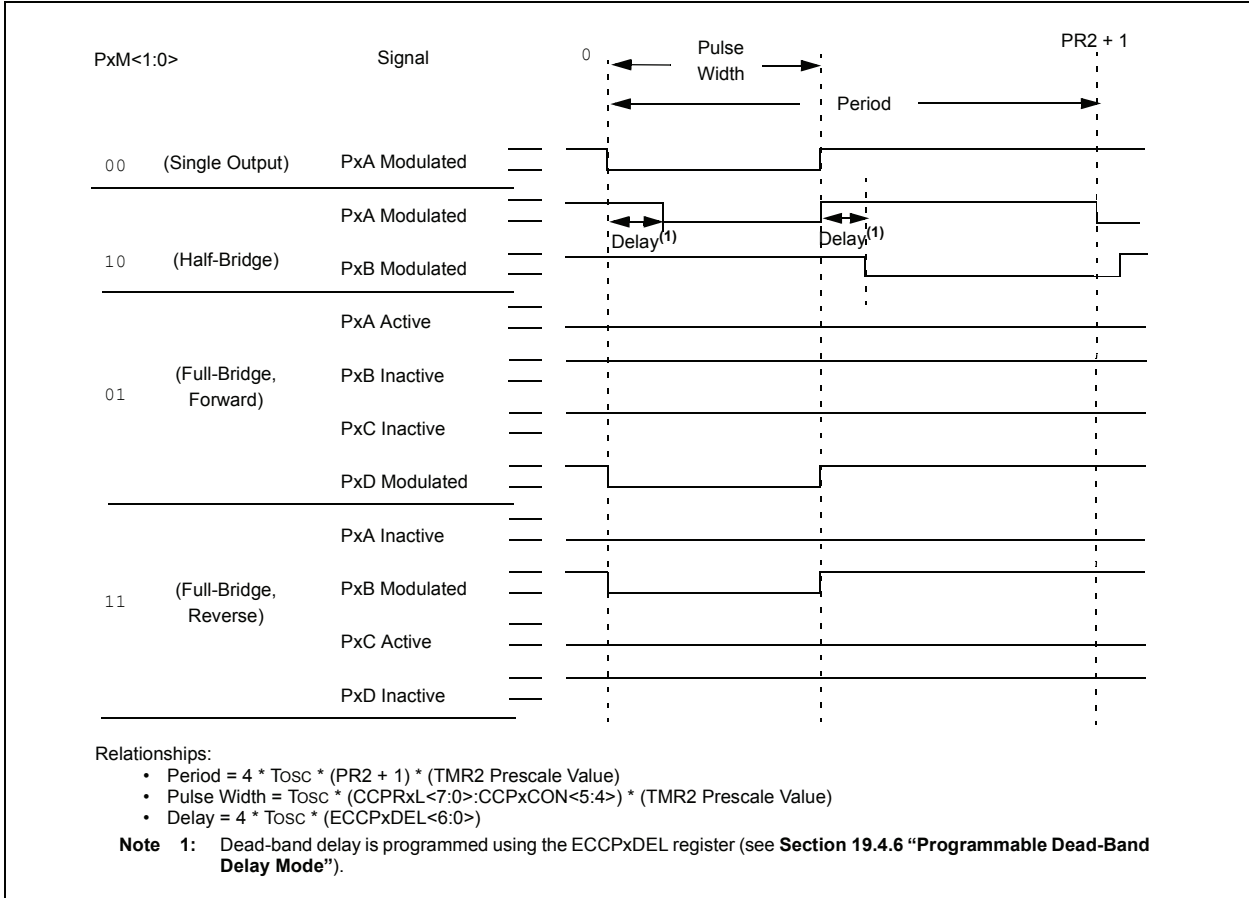 PxM<1:0> Signal 0 Pulse Width PR2 + 1
Period
00 (Single Output) PxA Modulated
PxA Modulated
Delay(1) Delay(1)
10 (Half-Bridge) PxB Modulated
PxA Active
01 (Full-Bridge, Forward) PxB Inactive
PxC Inactive
PxD Modulated
PxA Inactive
11 (Full-Bridge, Reverse) PxB Modulated
PxC Active
PxD Inactive
Relationships:
• Period = 4 * TOSC * (PR2 + 1) * (TMR2 Prescale Value)
• Pulse Width = TOSC * (CCPRxL<7:0>:CCPxCON<5:4>) * (TMR2 Prescale Value)
• Delay = 4 * TOSC * (ECCPxDEL<6:0>)
Note 1: Dead-band delay is programmed using the ECCPxDEL register (see Section 19.4.6 “Programmable Dead-Band
Delay Mode”).